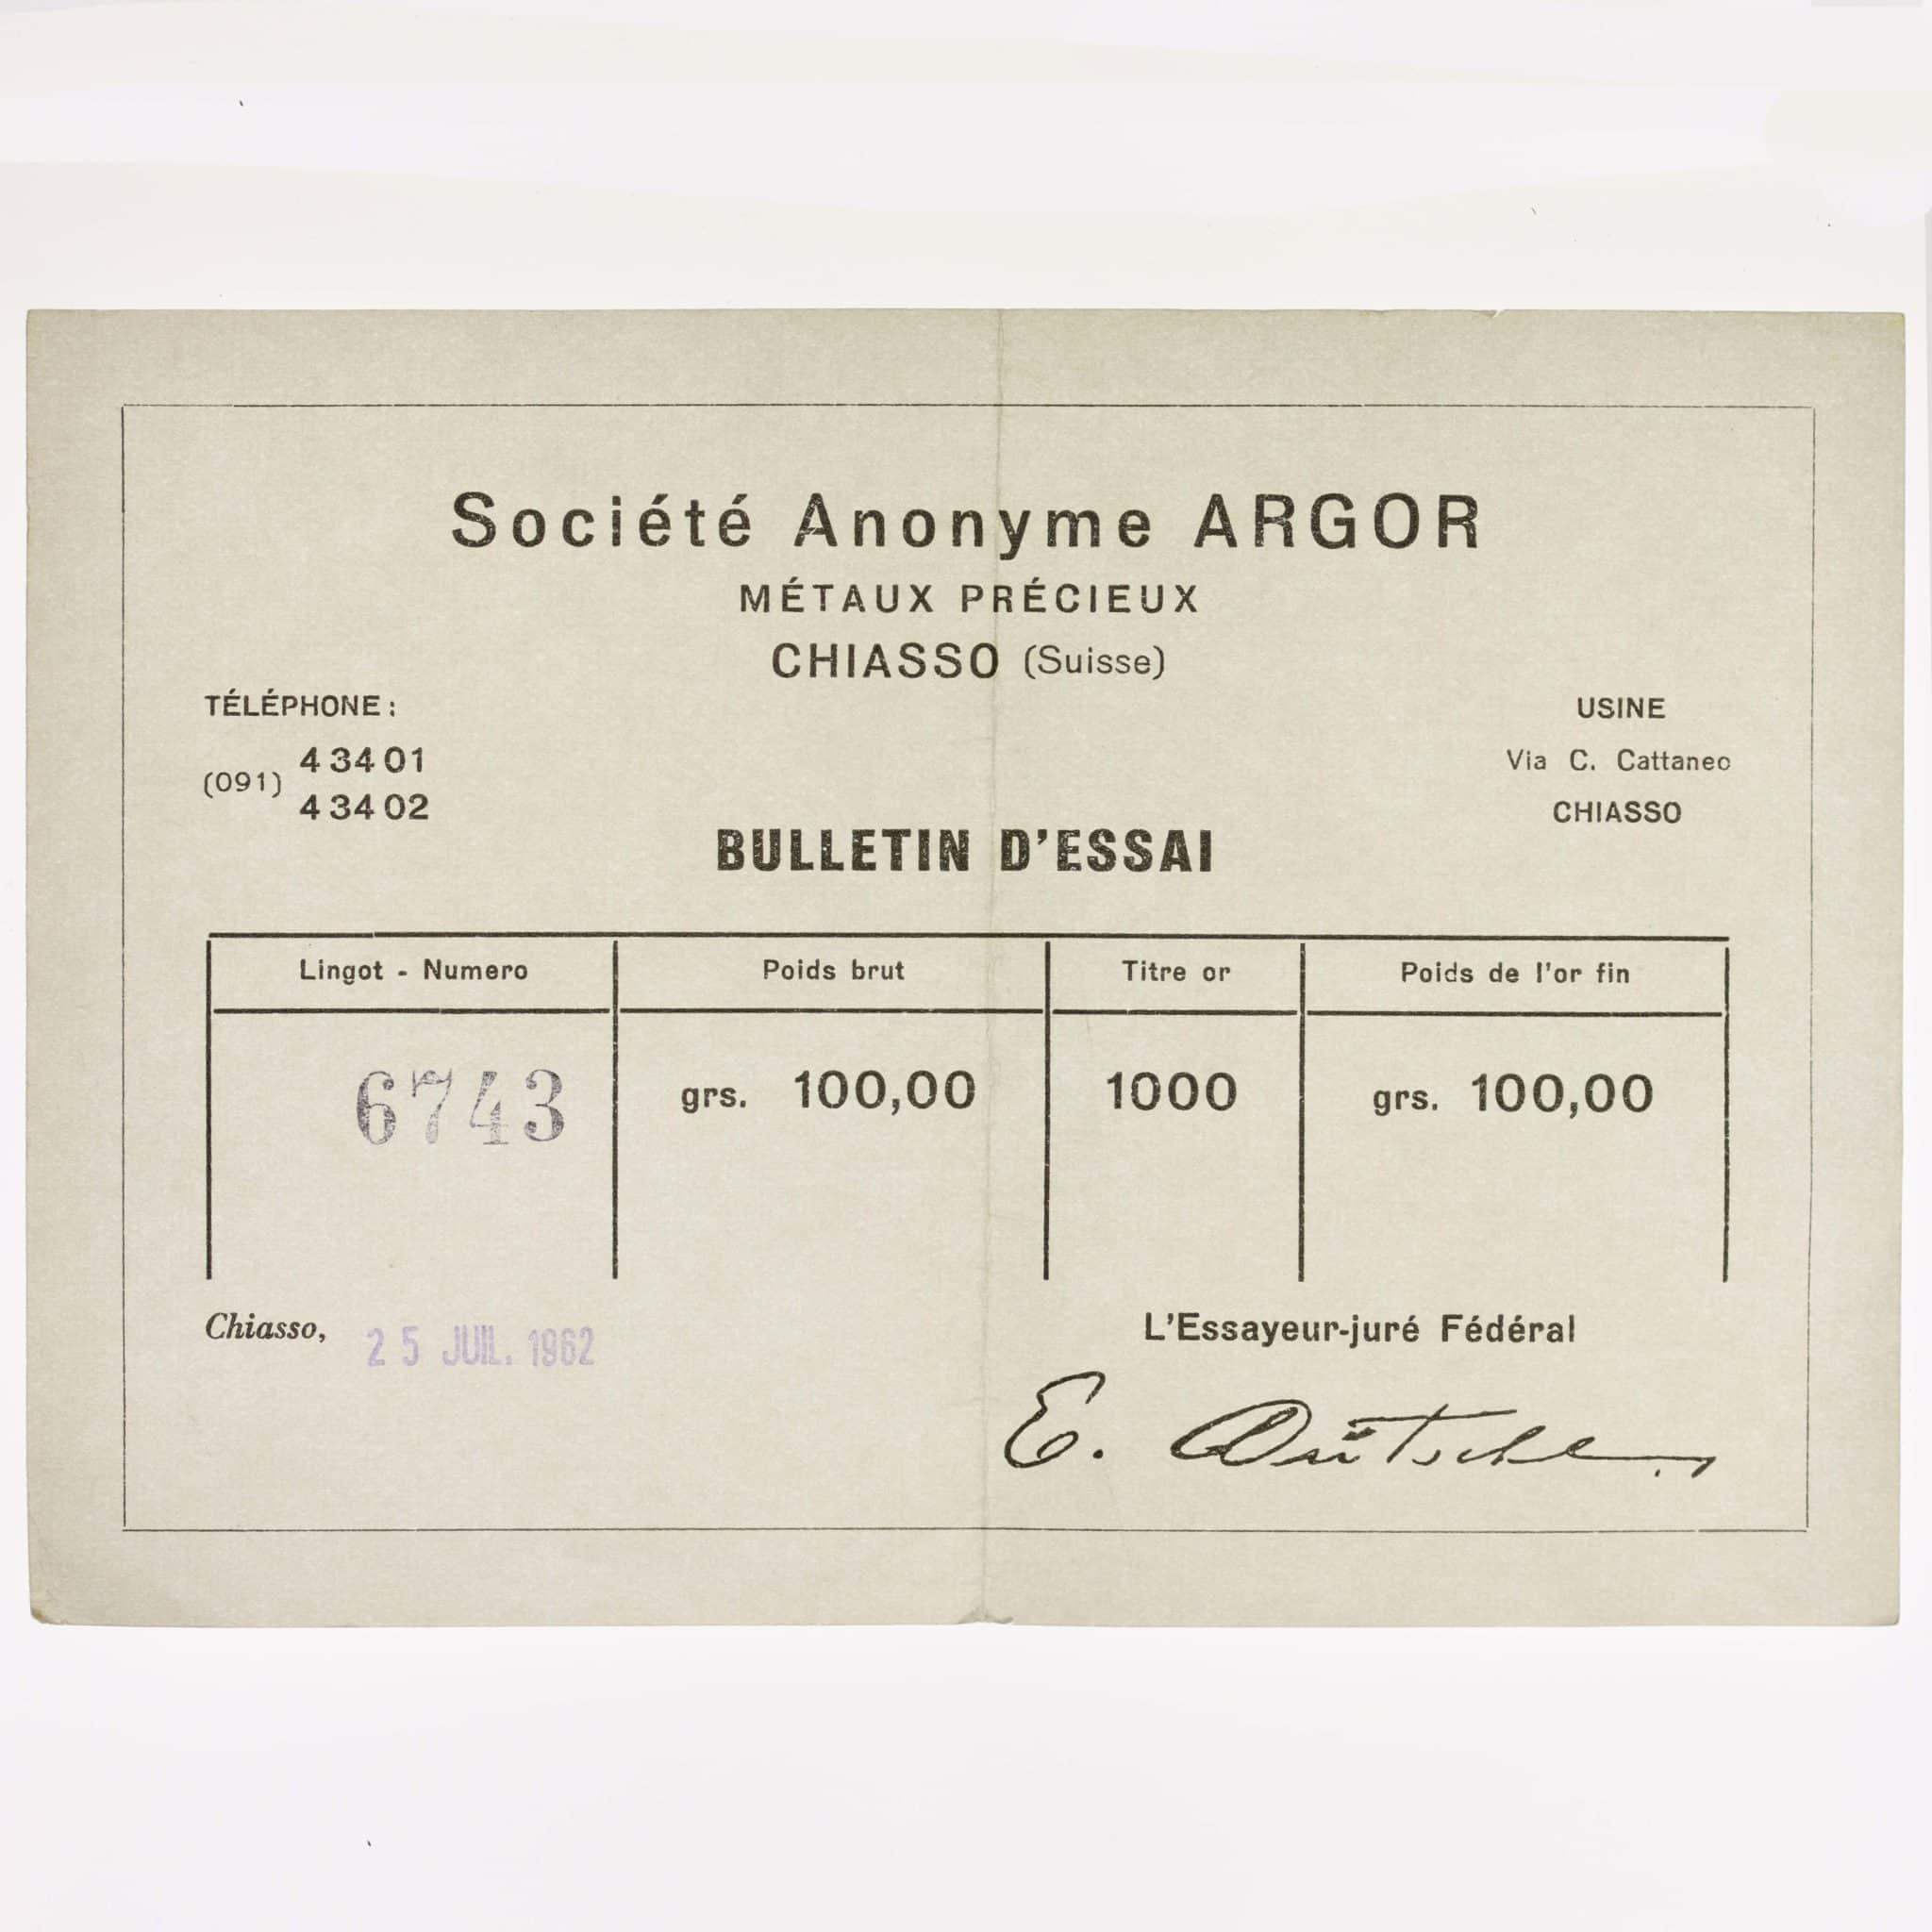 Société Anonyme ARGOR
MÉTAUX PRÉCIEUX
CHIASSO (Suisse)
TÉLÉPHONE :
(091) 4 34 01
4 34 02
USINE
Via C. Cattaneo
CHIASSO
BULLETIN D'ESSAI
Lingot - Numero Poids brut Titre or Poids de l'or fin
6743 grs. 100,00 1000 grs. 100,00
Chiasso, 25 JUIL. 1962
L'Essayeur-juré Fédéral
E.